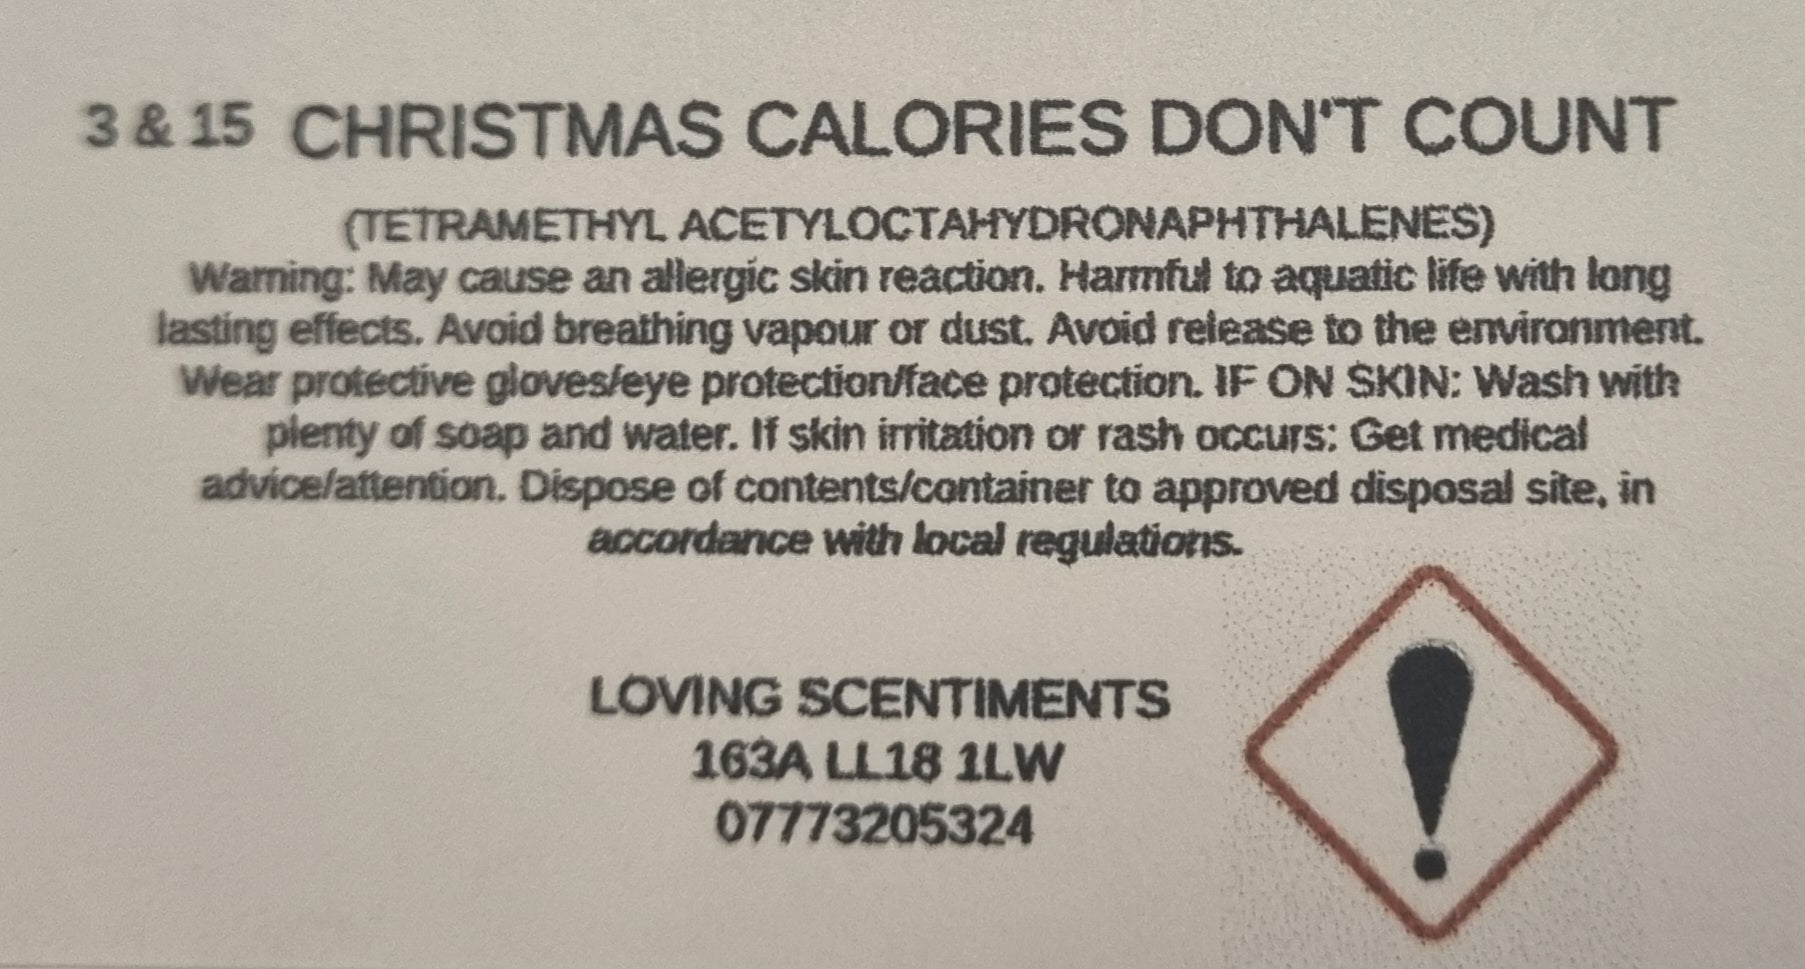 3 & 15 CHRISTMAS CALORIES DON'T COUNT
(TETRAMETHYL ACETYLOCTAHYDRONAPHTHALENES)
Warning: May cause an allergic skin reaction. Harmful to aquatic life with long
lasting effects. Avoid breathing vapour or dust. Avoid release to the environment.
Wear protective gloves/eye protection/face protection. IF ON SKIN: Wash with
plenty of soap and water. If skin irritation or rash occurs: Get medical
advice/attention. Dispose of contents/container to approved disposal site, in
accordance with local regulations.
LOVING SCENTIMENTS
163A LL18 1LW
07773205324